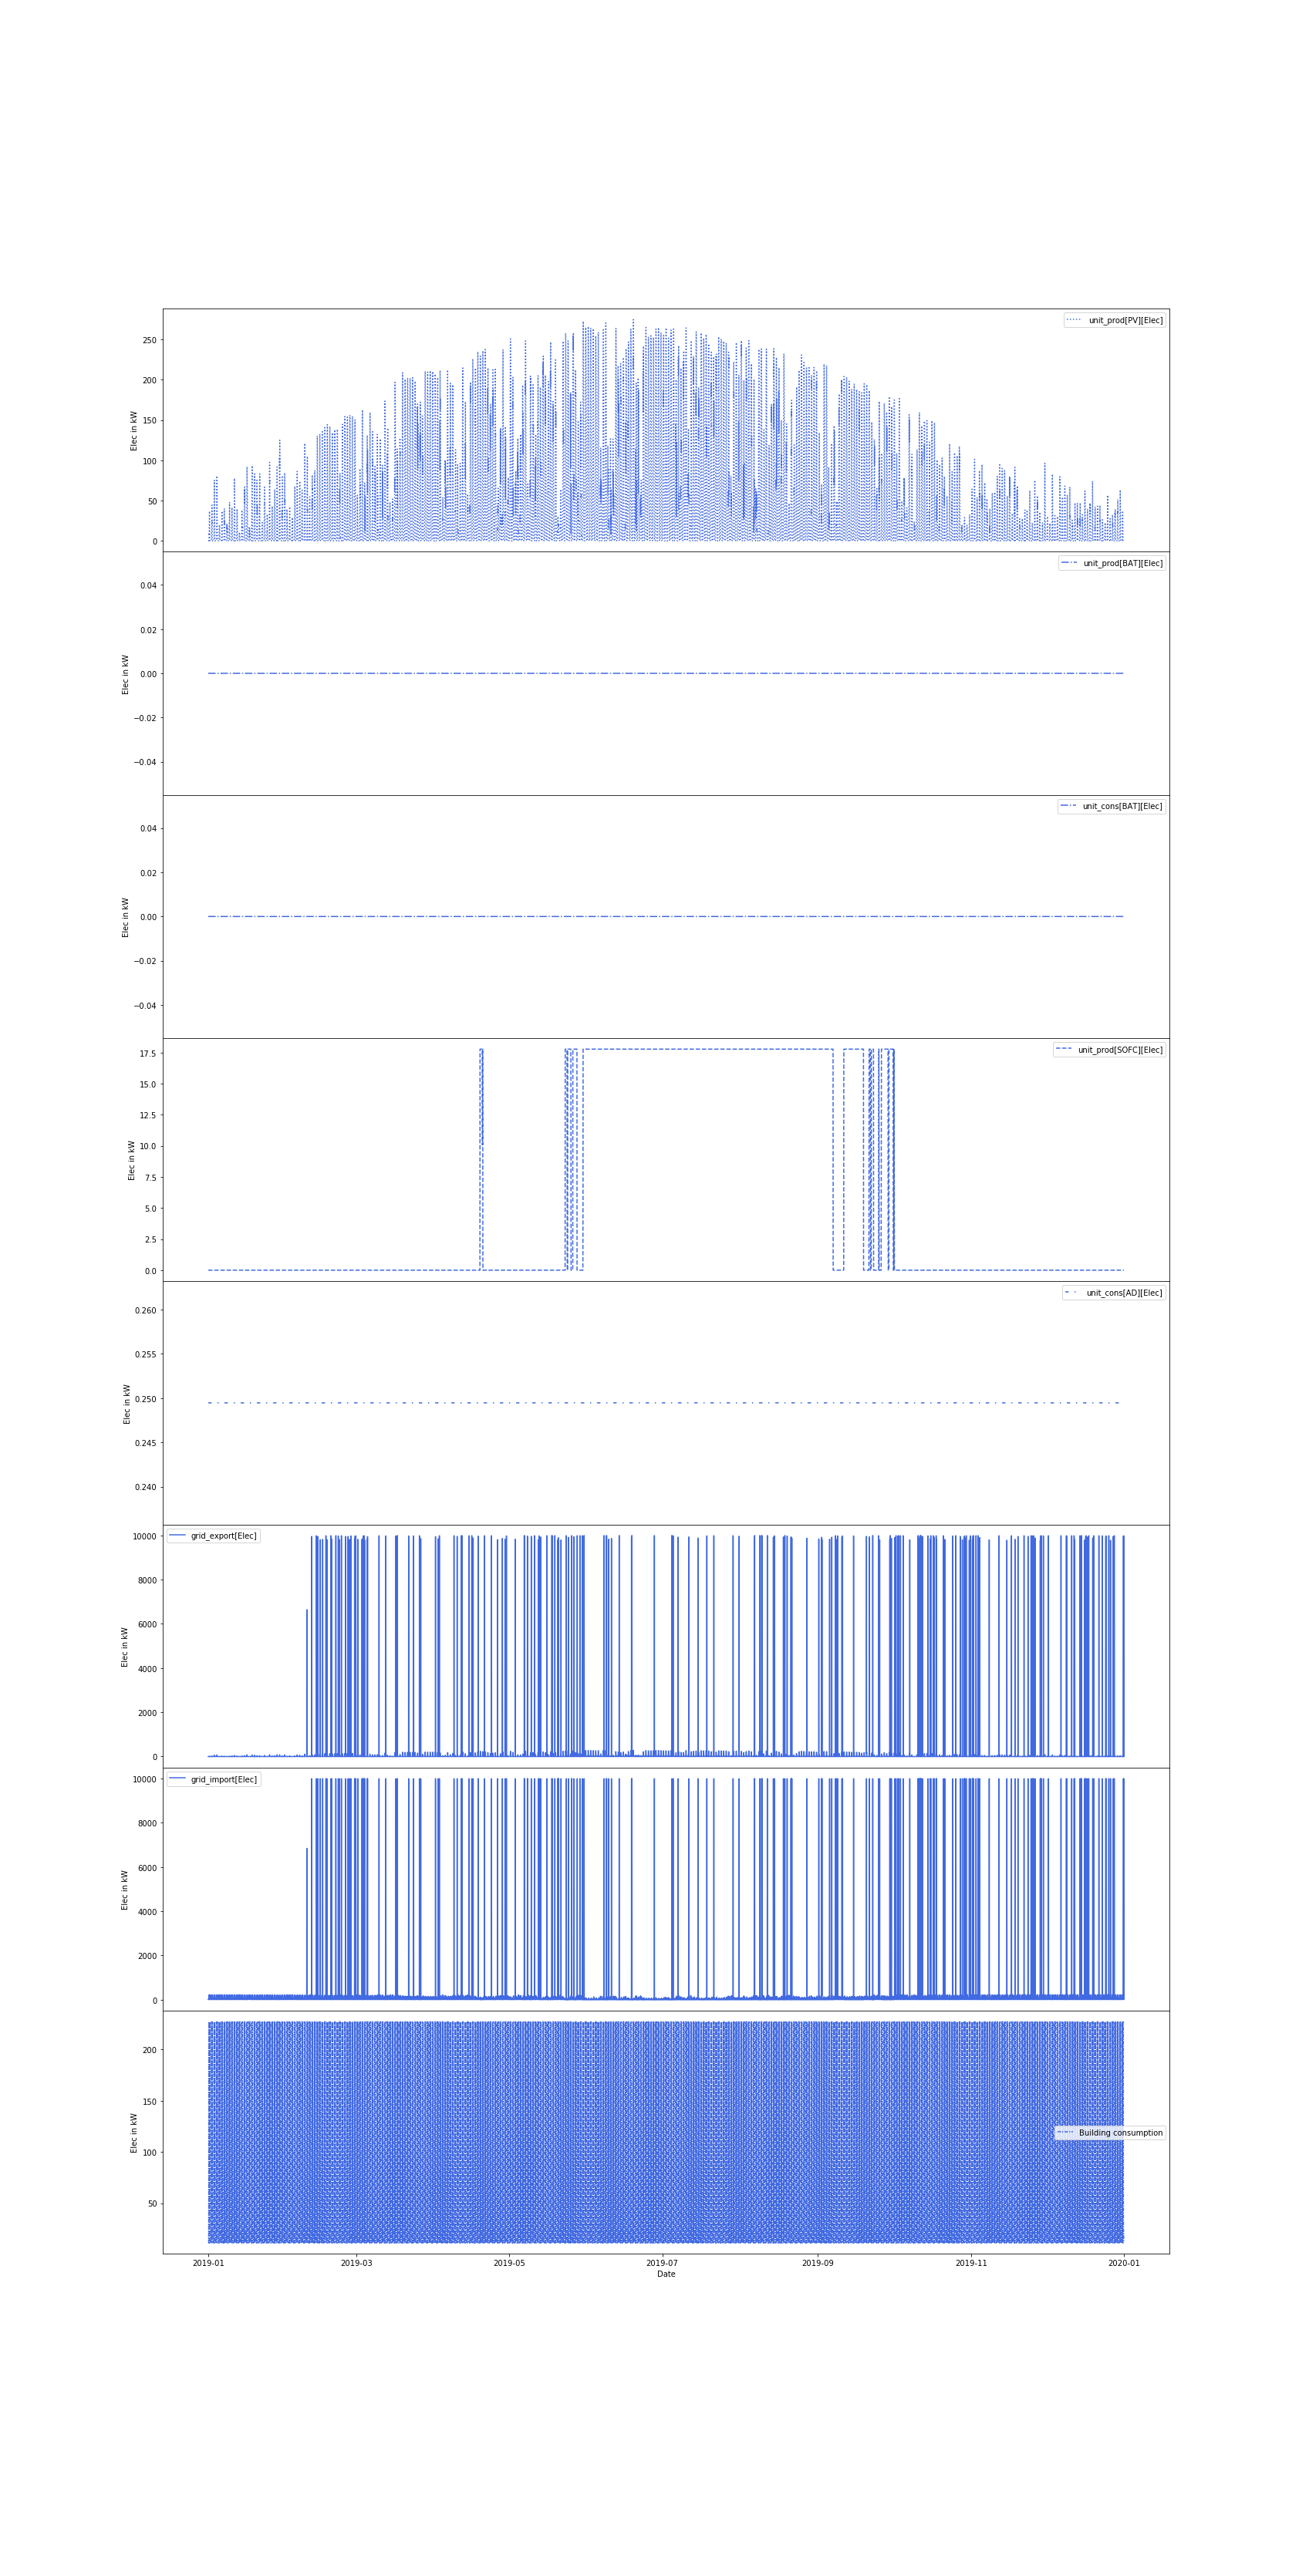 unit_prod[PV][Elec]
250
200
150
100
50
0
Elec in kW
unit_prod[BAT][Elec]
0.04
0.02
0.00
−0.02
−0.04
Elec in kW
unit_cons[BAT][Elec]
0.04
0.02
0.00
−0.02
−0.04
Elec in kW
unit_prod[SOFC][Elec]
17.5
15.0
12.5
10.0
7.5
5.0
2.5
0.0
Elec in kW
unit_cons[AD][Elec]
0.260
0.255
0.250
0.245
0.240
Elec in kW
grid_export[Elec]
10000
8000
6000
4000
2000
0
Elec in kW
grid_import[Elec]
10000
8000
6000
4000
2000
0
Elec in kW
200
150
100
50
Elec in kW
Building consumption
2019-01 2019-03 2019-05 2019-07 2019-09 2019-11 2020-01
Date